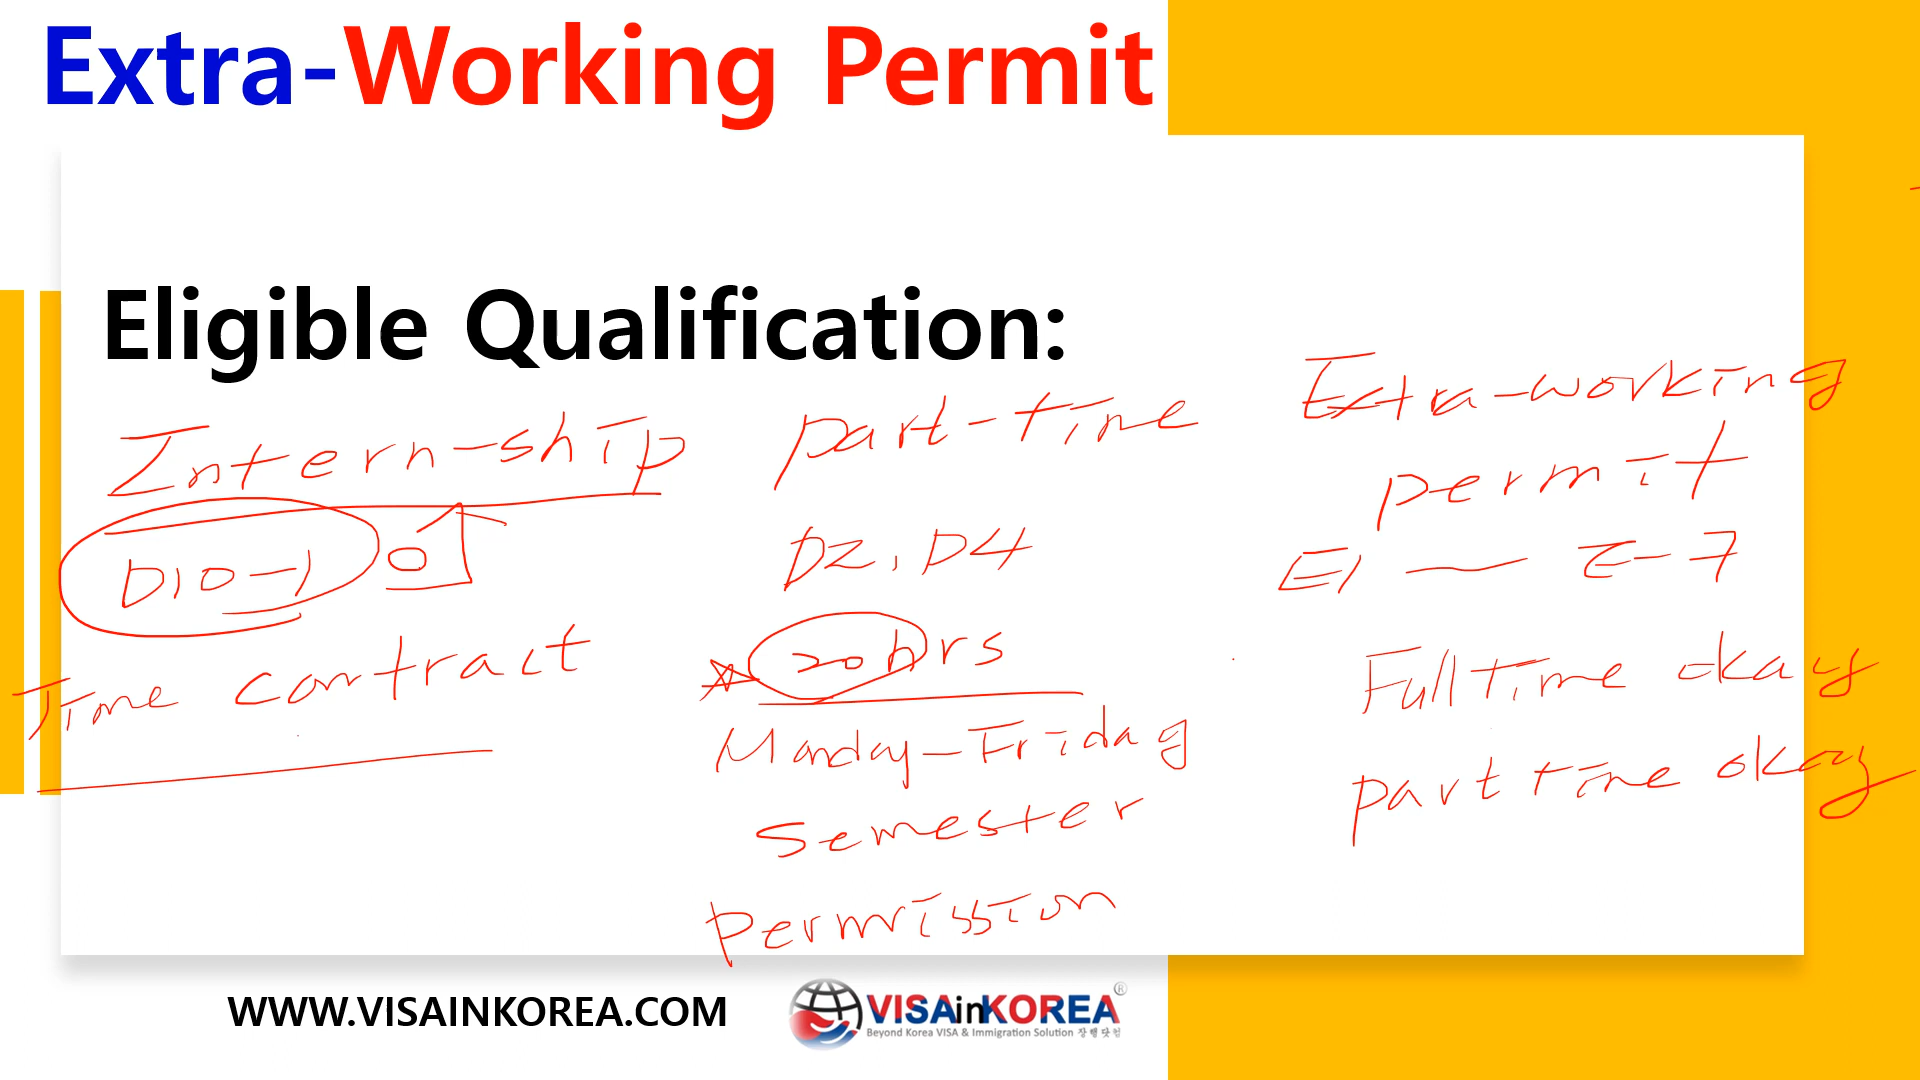 Extra-Working Permit
Eligible Qualification:
Intern-ship
D10-1
Time contract
part-time
D2, D4
20hrs
Monday-Friday
Semester
permission
Extra-working
permit
E1 — E-7
Full time okay
part time okay
WWW.VISAINKOREA.COM
VISAinKOREA®
Beyond Korea VISA & Immigration Solution